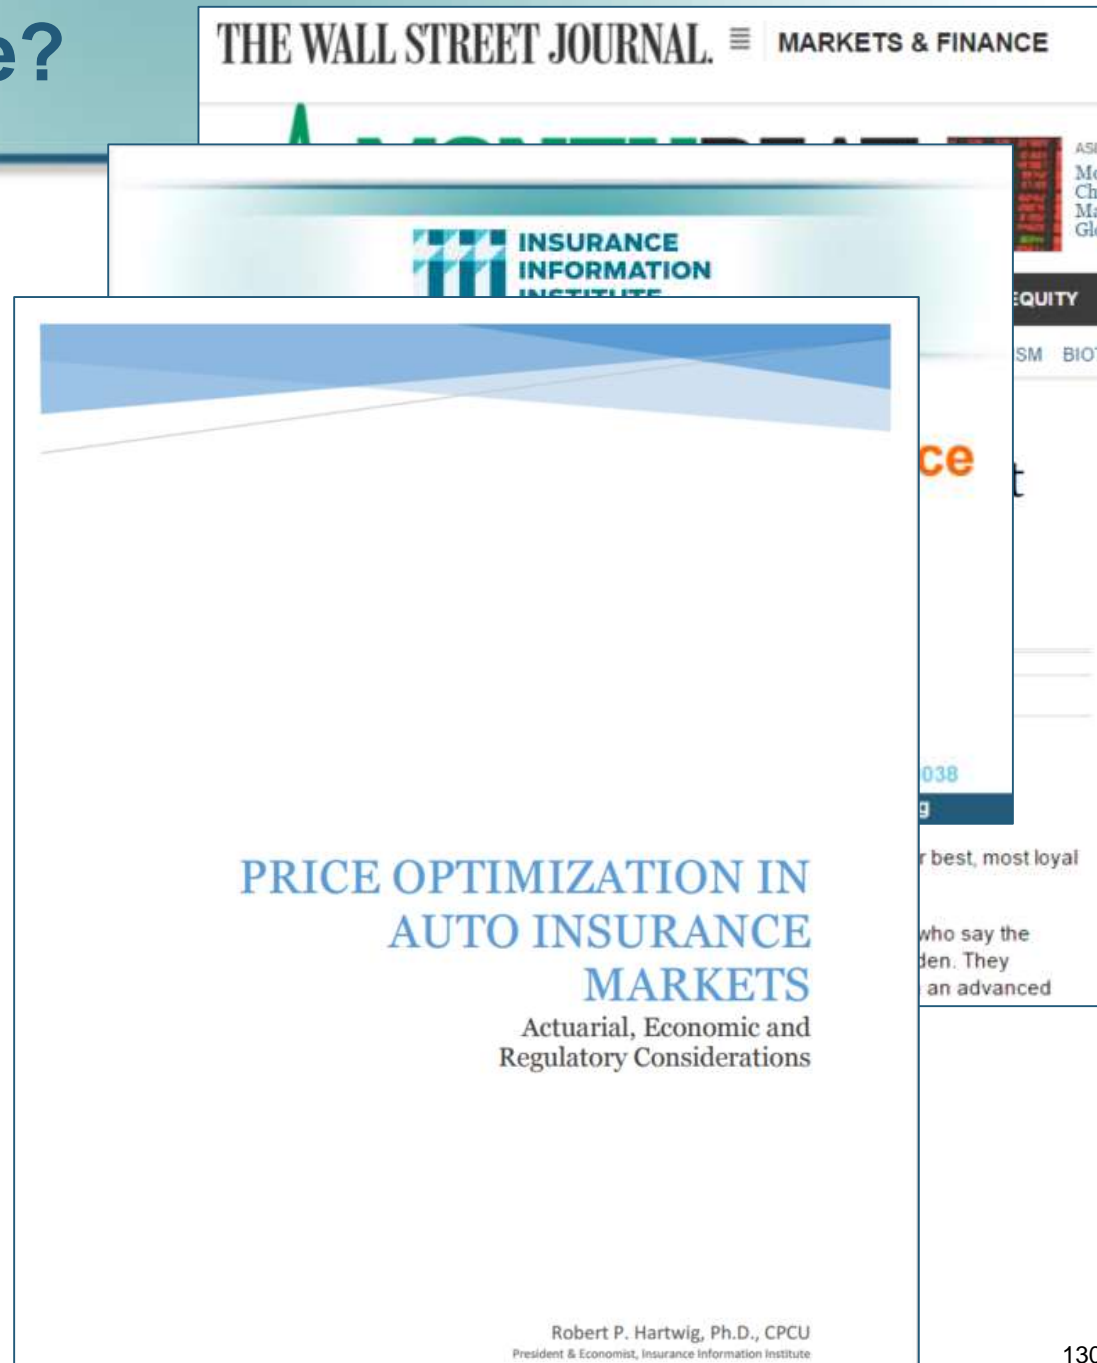 e?
THE WALL STREET JOURNAL.
MARKETS & FINANCE
INSURANCE
INFORMATION
INSTITUTE
EQUITY
SM BIO
ce
t
038
g
r best, most loyal
who say the
den. They
an advanced
PRICE OPTIMIZATION IN
AUTO INSURANCE
MARKETS
Actuarial, Economic and
Regulatory Considerations
Robert P. Hartwig, Ph.D., CPCU
President & Economist, Insurance Information Institute
130